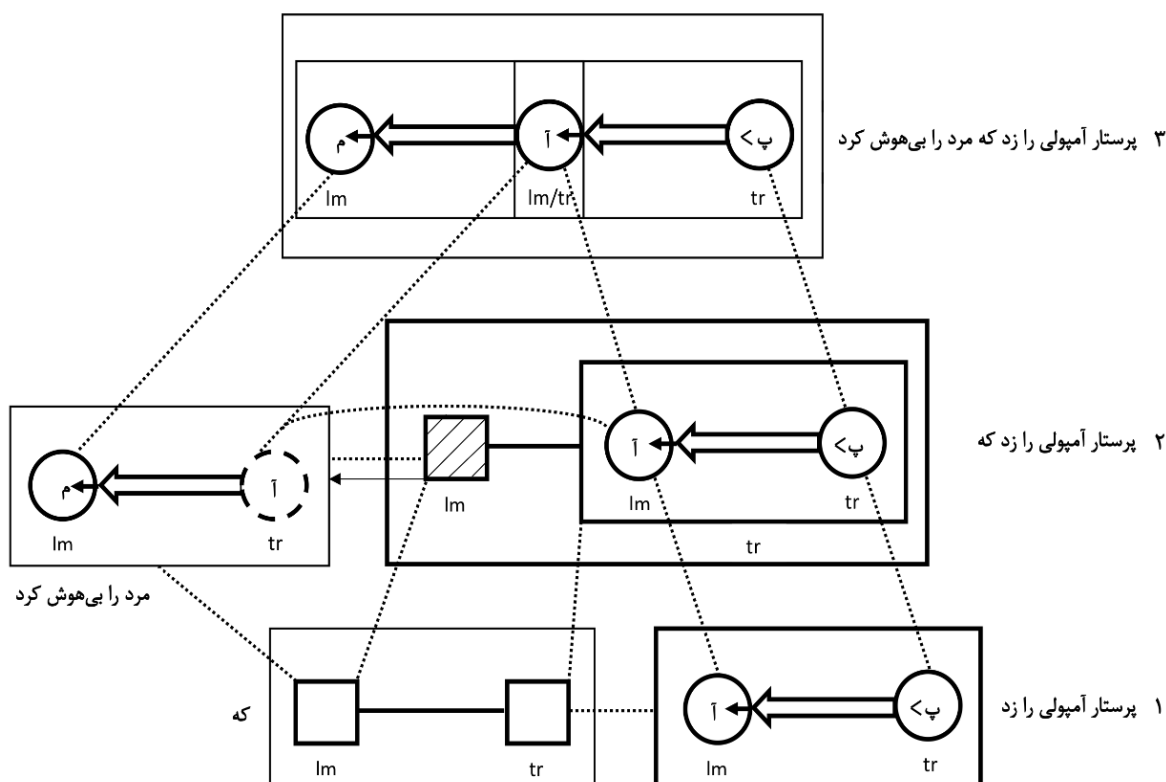 م آ پ>
lm lm/tr tr
۳ پرستار آمپولی را زد که مرد را بی‌هوش کرد
آ پ>
lm tr
۲ پرستار آمپولی را زد که
lm
tr
م آ
lm tr
مرد را بی‌هوش کرد
که
lm tr
آ پ>
lm tr
۱ پرستار آمپولی را زد